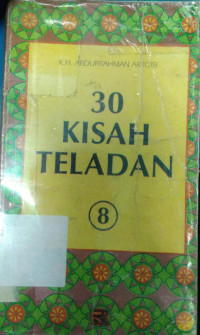 K.H. ABDURRAHMAN ARROISI
30
KISAH
TELADAN
8